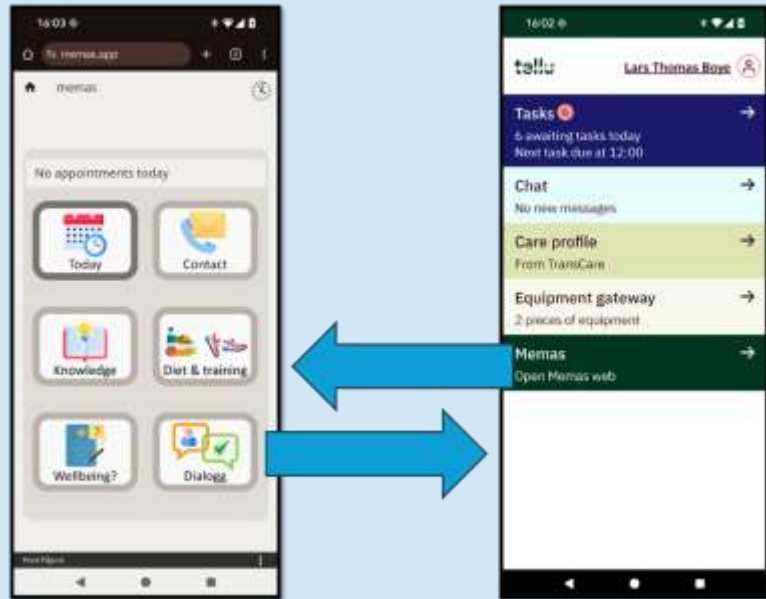 16:03
memas.app
memas
No appointments today
Today
Contact
Knowledge
Diet & training
Wellbeing?
Dialogg
16:02
tellu
Lars Thomas Boye
Tasks 6
6 awaiting tasks today
Next task due at 12:00
Chat
No new messages
Care profile
From TransCare
Equipment gateway
2 pieces of equipment
Memas
Open Memas web